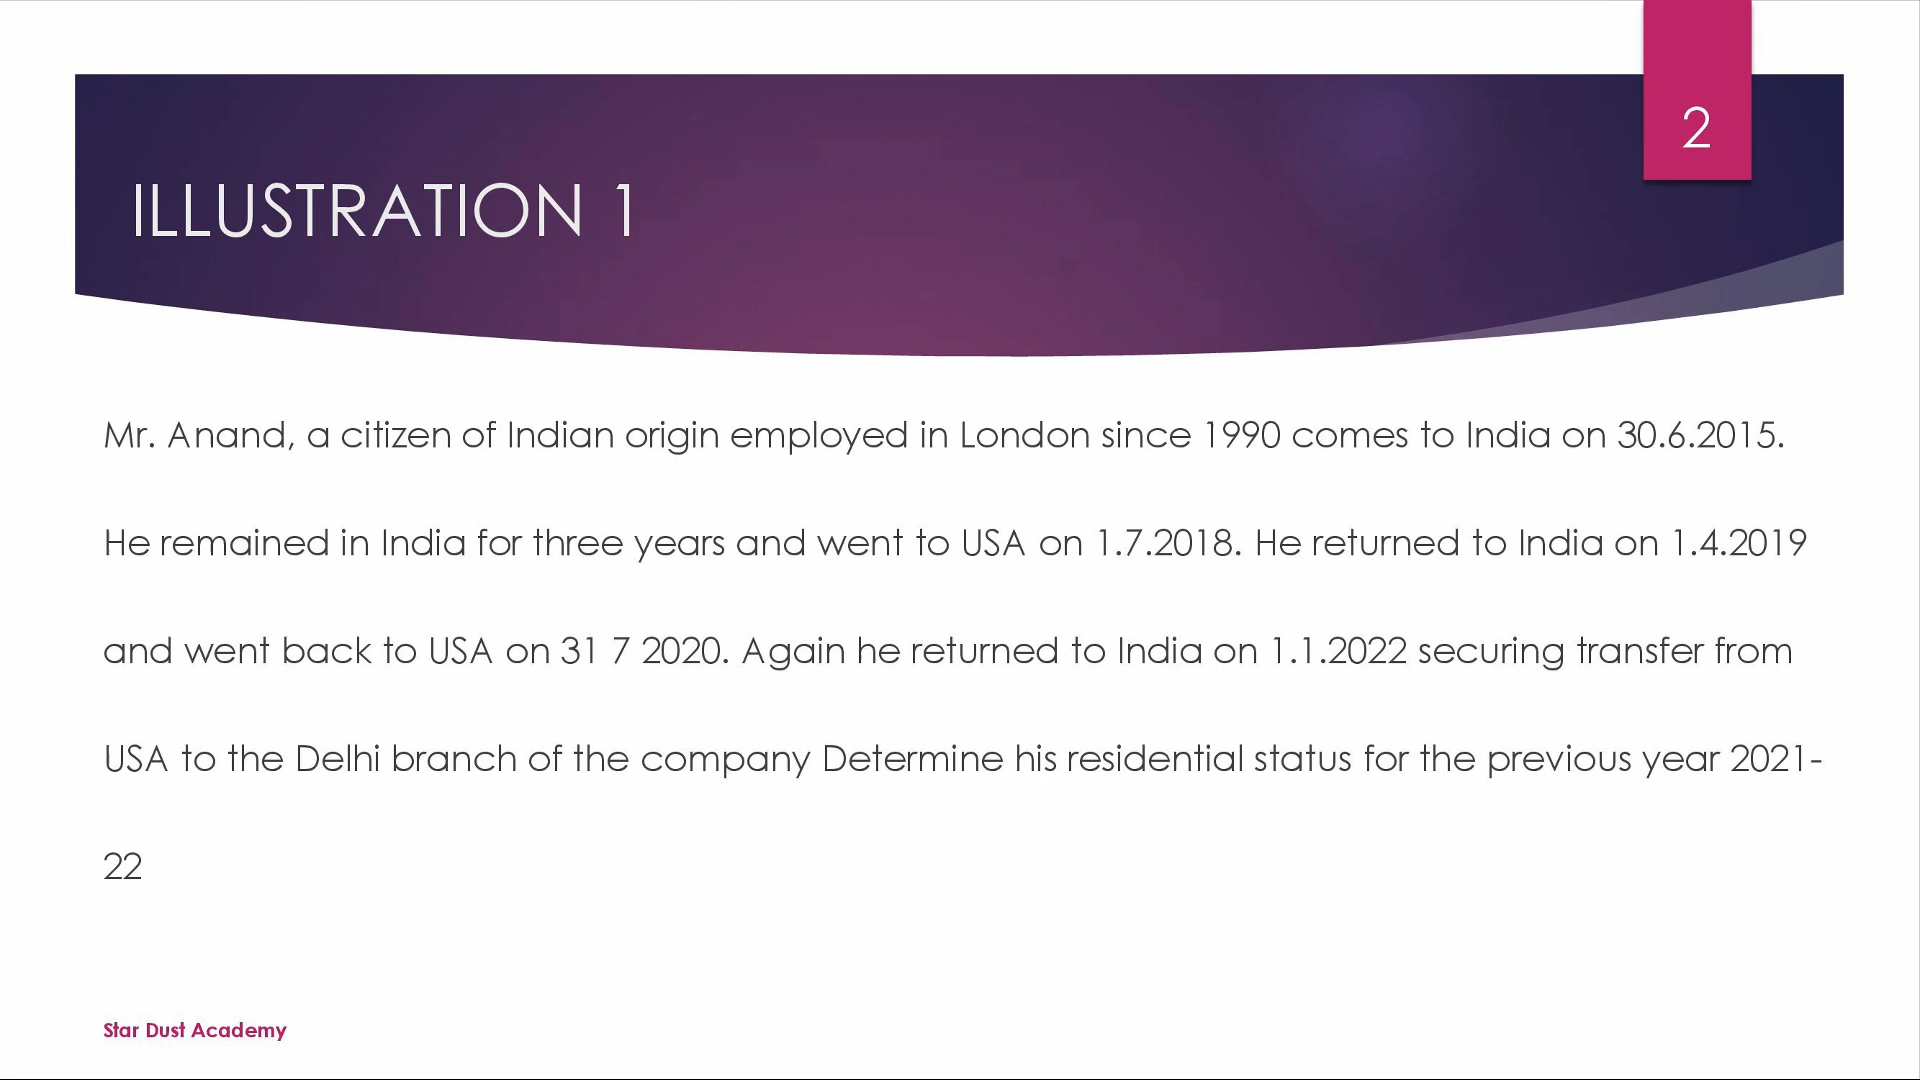 2
ILLUSTRATION 1
Mr. Anand, a citizen of Indian origin employed in London since 1990 comes to India on 30.6.2015.
He remained in India for three years and went to USA on 1.7.2018. He returned to India on 1.4.2019
and went back to USA on 31 7 2020. Again he returned to India on 1.1.2022 securing transfer from
USA to the Delhi branch of the company Determine his residential status for the previous year 2021-
22
Star Dust Academy